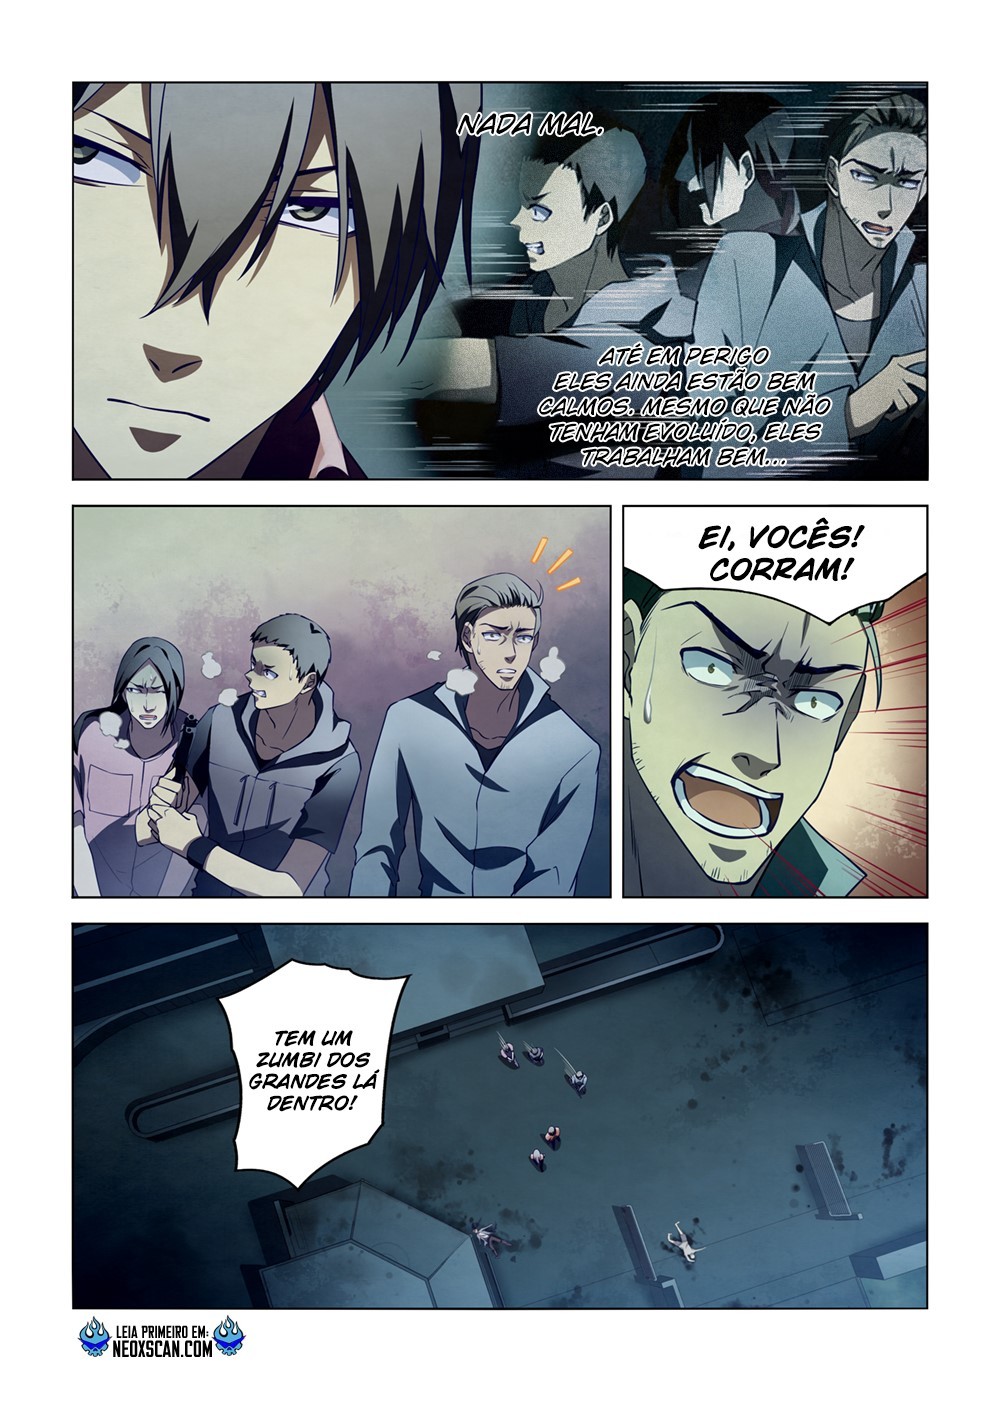 NADA MAL.
ATÉ EM PERIGO
ELES AINDA ESTÃO BEM
CALMOS. MESMO QUE NÃO
TENHAM EVOLUÍDO, ELES
TRABALHAM BEM...
EI, VOCÊS!
CORRAM!
TEM UM
ZUMBI DOS
GRANDES LÁ
DENTRO!
LEIA PRIMEIRO EM:
NEOXSCAN.COM